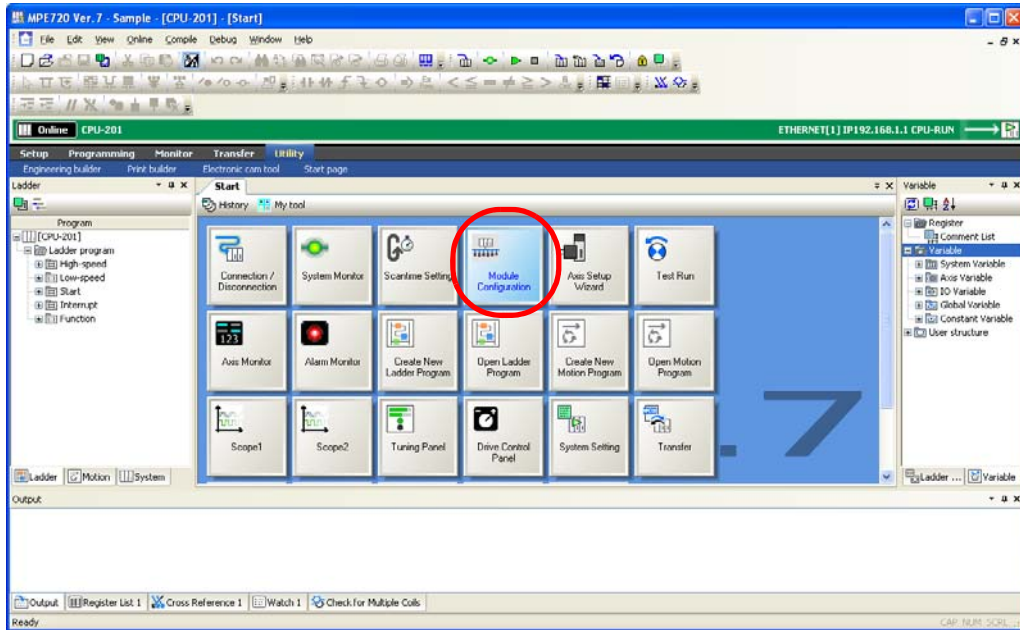 MPE720 Ver.7 - Sample - [CPU-201] - [Start]
File Edit View Online Compile Debug Window Help
Online CPU-201
ETHERNET[1] IP192.168.1.1 CPU-RUN
Setup Programming Monitor Transfer Utility
Engineering builder Print builder Electronic cam tool Start page
Ladder
Program
[CPU-201]
Ladder program
High-speed
Low-speed
Start
Interrupt
Function
Ladder Motion System
Start
History My tool
Connection / Disconnection
System Monitor
Scantime Setting
Module Configuration
Axis Setup Wizard
Test Run
123
Axis Monitor
Alarm Monitor
Create New Ladder Program
Open Ladder Program
Create New Motion Program
Open Motion Program
Scope1
Scope2
Tuning Panel
Drive Control Panel
System Setting
Transfer
.7
Variable
Register
Comment List
Variable
System Variable
Axis Variable
IO Variable
Global Variable
Constant Variable
User structure
Ladder ... Variable
Output
Output Register List 1 Cross Reference 1 Watch 1 Check for Multiple Coils
Ready
CAP NUM SCRL